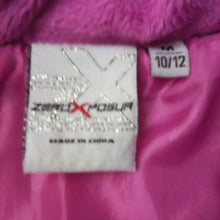 M
10/12
ZEROXPOSUR
MADE IN CHINA